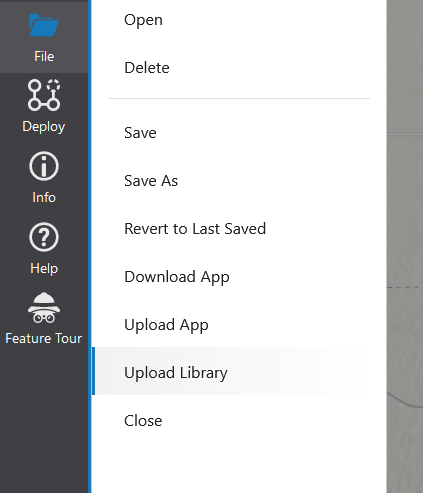 File
Deploy
Info
Help
Feature Tour
Open
Delete
Save
Save As
Revert to Last Saved
Download App
Upload App
Upload Library
Close